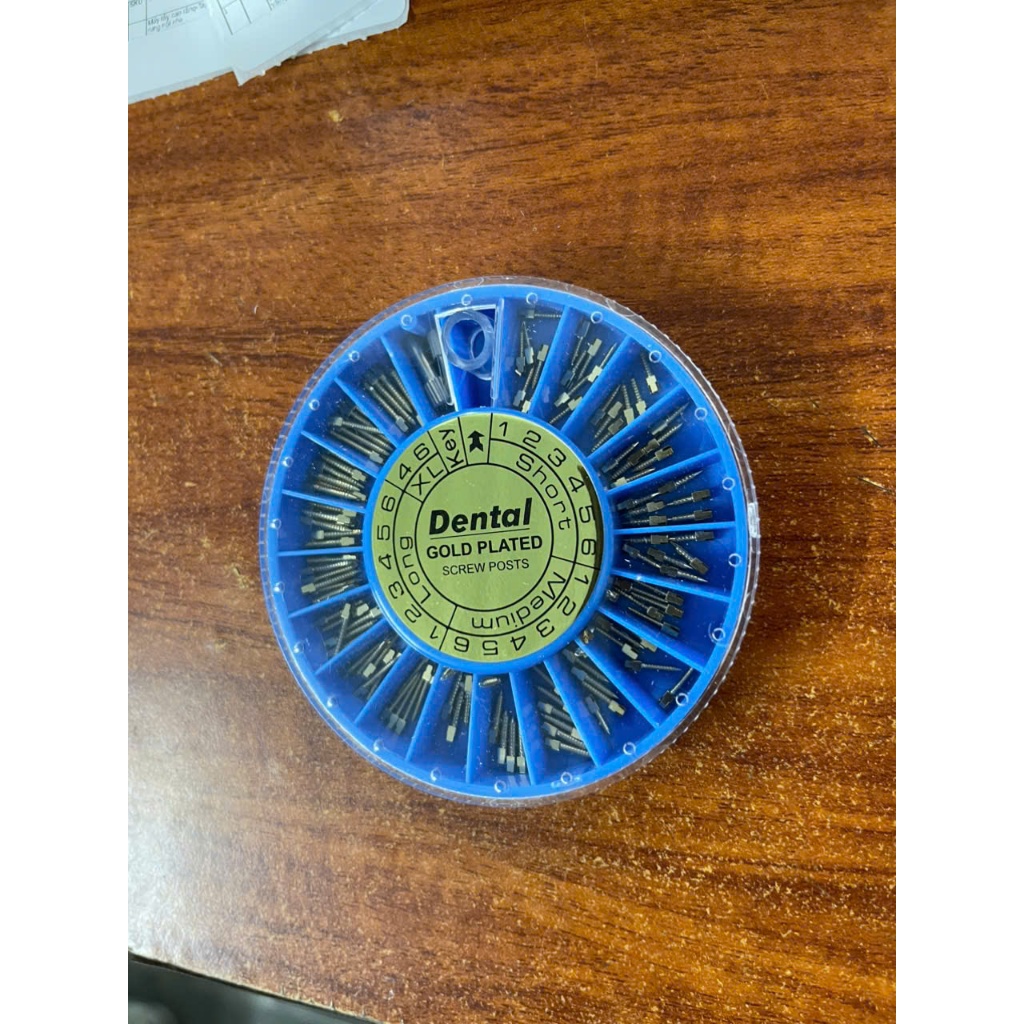 Dental
GOLD PLATED
SCREW POSTS
Key
1 2 3 4 5 6
Short
1 2 3 4 5 6
Medium
1 2 3 4 5 6
Long
4 6
XL